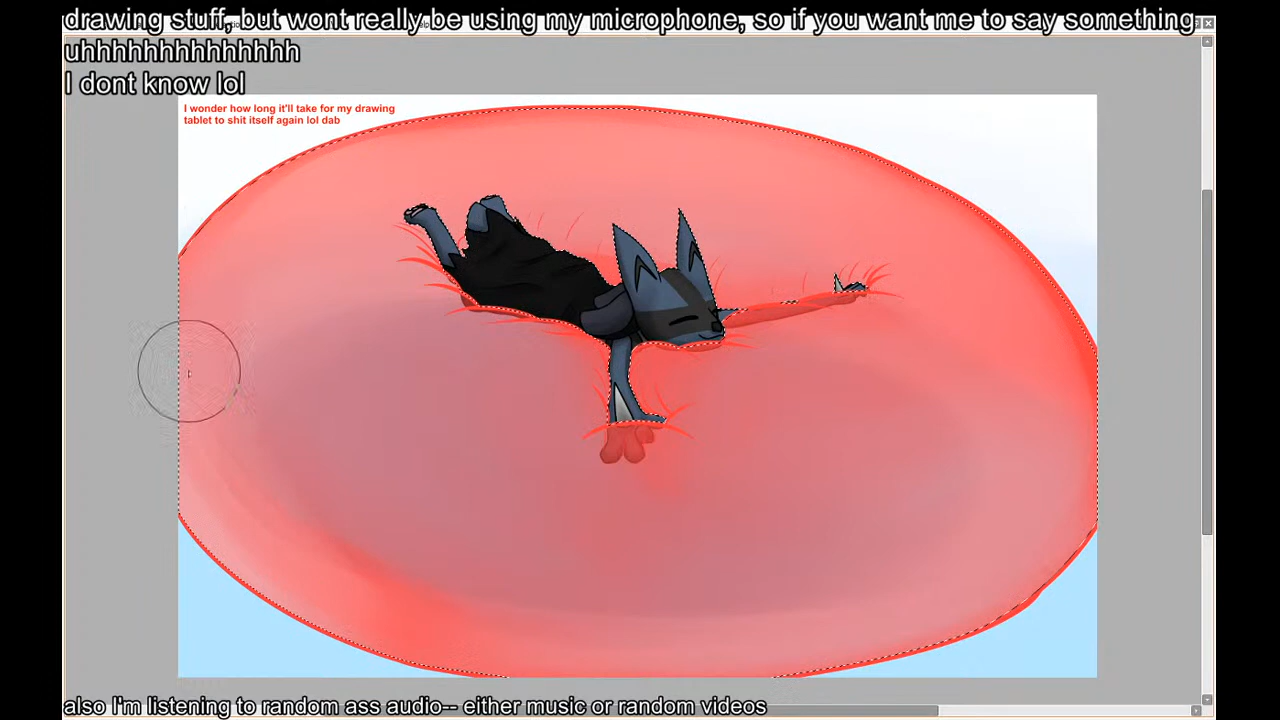 drawing stuff, but wont really be using my microphone, so if you want me to say something
uhhhhhhhhhhhhhhh
I dont know lol
I wonder how long it'll take for my drawing
tablet to shit itself again lol dab
also I'm listening to random ass audio-- either music or random videos